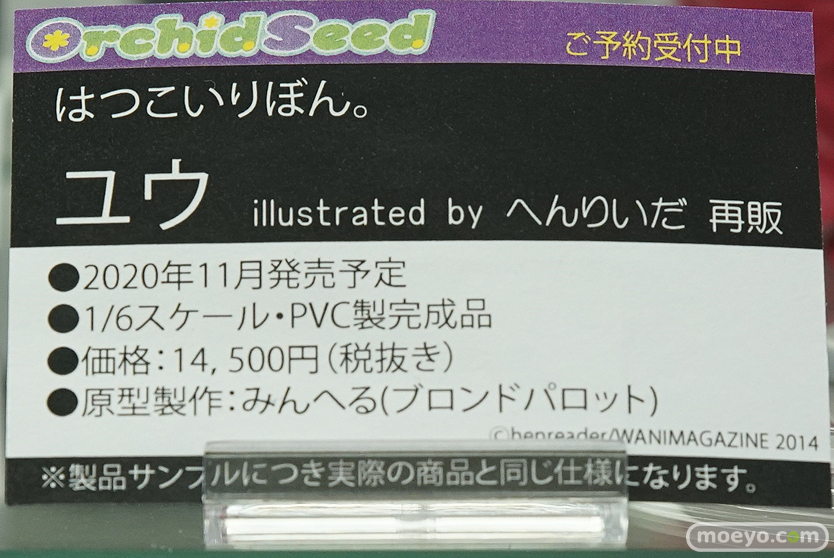 OrchidSeed ご予約受付中
はつこいりぼん。
ユウ illustrated by へんりいだ 再販
●2020年11月発売予定
●1/6スケール・PVC製完成品
●価格：14,500円（税抜き）
●原型製作：みんへる(ブロンドパロット)
©henreader/WANIMAGAZINE 2014
※製品サンプルにつき実際の商品と同じ仕様になります。
moeyo.com